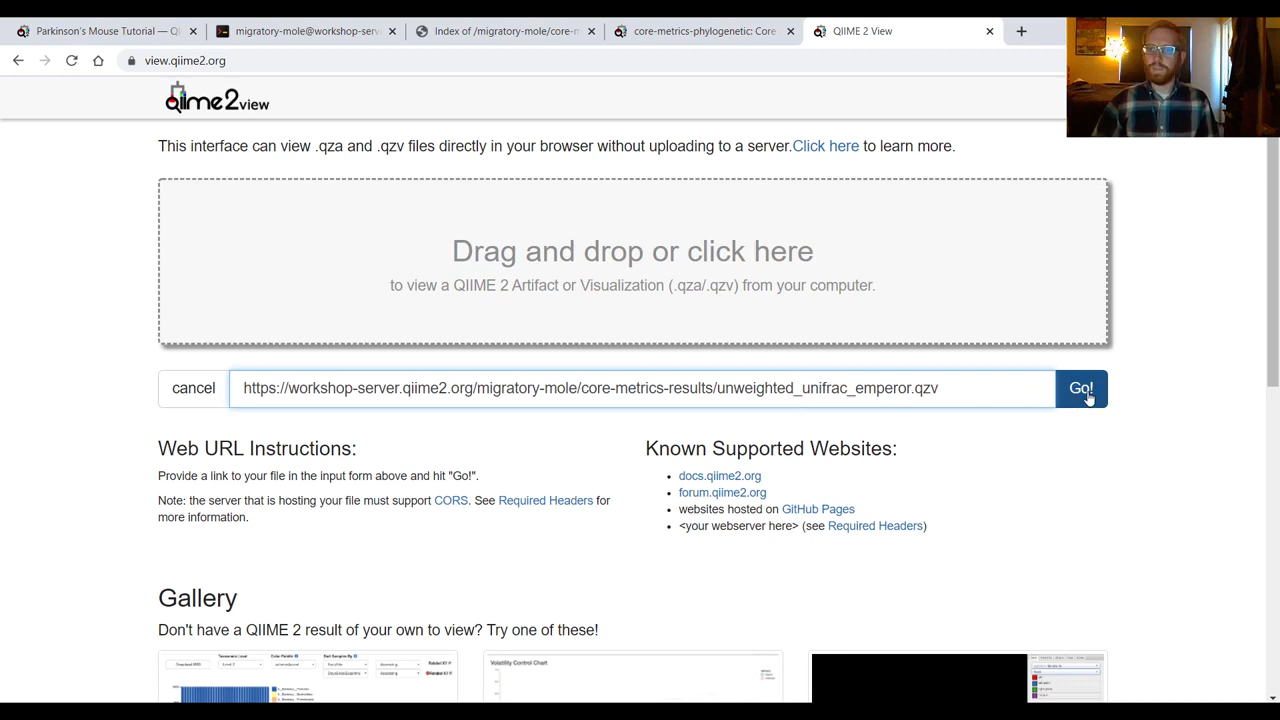 Parkinson's Mouse Tutorial — Q
migratory-mole@workshop-ser
Index of /migratory-mole/core-m
core-metrics-phylogenetic: Core
QIIME 2 View
view.qiime2.org
qiime2view
This interface can view .qza and .qzv files directly in your browser without uploading to a server.Click here to learn more.
Drag and drop or click here
to view a QIIME 2 Artifact or Visualization (.qza/.qzv) from your computer.
cancel
https://workshop-server.qiime2.org/migratory-mole/core-metrics-results/unweighted_unifrac_emperor.qzv
Go!
Web URL Instructions:
Provide a link to your file in the input form above and hit "Go!".
Note: the server that is hosting your file must support CORS. See Required Headers for
more information.
Known Supported Websites:
docs.qiime2.org
forum.qiime2.org
websites hosted on GitHub Pages
<your webserver here> (see Required Headers)
Gallery
Don't have a QIIME 2 result of your own to view? Try one of these!
Volatility Control Chart